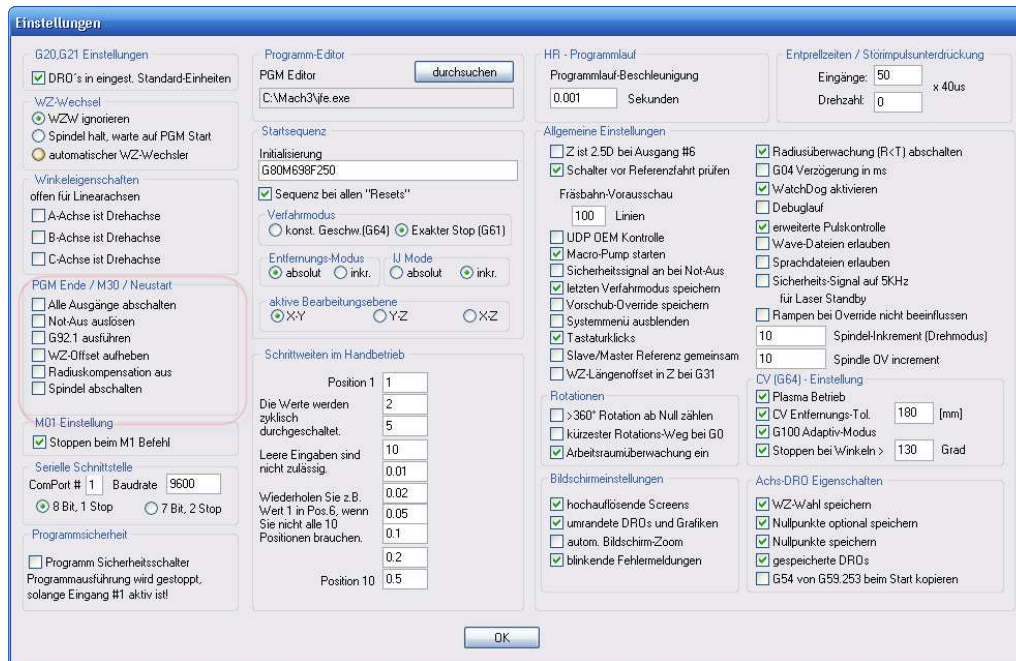 Einstellungen
G20,G21 Einstellungen
DRO´s in eingest. Standard-Einheiten
WZ-Wechsel
WZW ignorieren
Spindel halt, warte auf PGM Start
automatischer WZ-Wechsler
Winkeleigenschaften
offen für Linearachsen
A-Achse ist Drehachse
B-Achse ist Drehachse
C-Achse ist Drehachse
PGM Ende / M30 / Neustart
Alle Ausgänge abschalten
Not-Aus auslösen
G92.1 ausführen
WZ-Offset aufheben
Radiuskompensation aus
Spindel abschalten
M01 Einstellung
Stoppen beim M1 Befehl
Serielle Schnittstelle
ComPort # 1 Baudrate 9600
8 Bit, 1 Stop 7 Bit, 2 Stop
Programmsicherheit
Programm Sicherheitsschalter
Programmausführung wird gestoppt,
solange Eingang #1 aktiv ist!
Programm-Editor
PGM Editor durchsuchen
C:\Mach3\jfe.exe
Startsequenz
Initialisierung
G80M698F250
Sequenz bei allen "Resets"
Verfahrmodus
konst. Geschw.(G64) Exakter Stop (G61)
Entfernungs-Modus IJ Mode
absolut inkr. absolut inkr.
aktive Bearbeitungsebene
X-Y Y-Z X-Z
Schrittweiten im Handbetrieb
Position 1 1
Die Werte werden 2
zyklisch
durchgeschaltet. 5
Leere Eingaben sind 10
nicht zulässig. 0.01
Wiederholen Sie z.B. 0.02
Wert 1 in Pos.6, wenn 0.05
Sie nicht alle 10
Positionen brauchen. 0.1
0.2
Position 10 0.5
HR - Programmlauf
Programmlauf-Beschleunigung
0.001 Sekunden
Entprellzeiten / Störimpulsunterdrückung
Eingänge: 50 x 40us
Drehzahl: 0
Allgemeine Einstellungen
Z ist 2.5D bei Ausgang #6
Schalter vor Referenzfahrt prüfen
Fräsbahn-Vorausschau
100 Linien
UDP OEM Kontrolle
Macro-Pump starten
Sicherheitssignal an bei Not-Aus
letzten Verfahrmodus speichern
Vorschub-Override speichern
Systemmenü ausblenden
Tastaturklicks
Slave/Master Referenz gemeinsam
WZ-Längenoffset in Z bei G31
Radiusüberwachung (R<T) abschalten
G04 Verzögerung in ms
WatchDog aktivieren
Debuglauf
erweiterte Pulskontrolle
Wave-Dateien erlauben
Sprachdateien erlauben
Sicherheits-Signal auf 5KHz
für Laser Standby
Rampen bei Override nicht beeinflussen
10 Spindel-Inkrement (Drehmodus)
10 Spindle OV increment
Rotationen
>360° Rotation ab Null zählen
kürzester Rotations-Weg bei G0
Arbeitsraumüberwachung ein
CV (G64) - Einstellung
Plasma Betrieb
CV Entfernungs-Tol. 180 [mm]
G100 Adaptiv-Modus
Stoppen bei Winkeln > 130 Grad
Bildschirmeinstellungen
hochauflösende Screens
umrandete DROs und Grafiken
autom. Bildschirm-Zoom
blinkende Fehlermeldungen
Achs-DRO Eigenschaften
WZ-Wahl speichern
Nullpunkte optional speichern
Nullpunkte speichern
gespeicherte DROs
G54 von G59.253 beim Start kopieren
OK